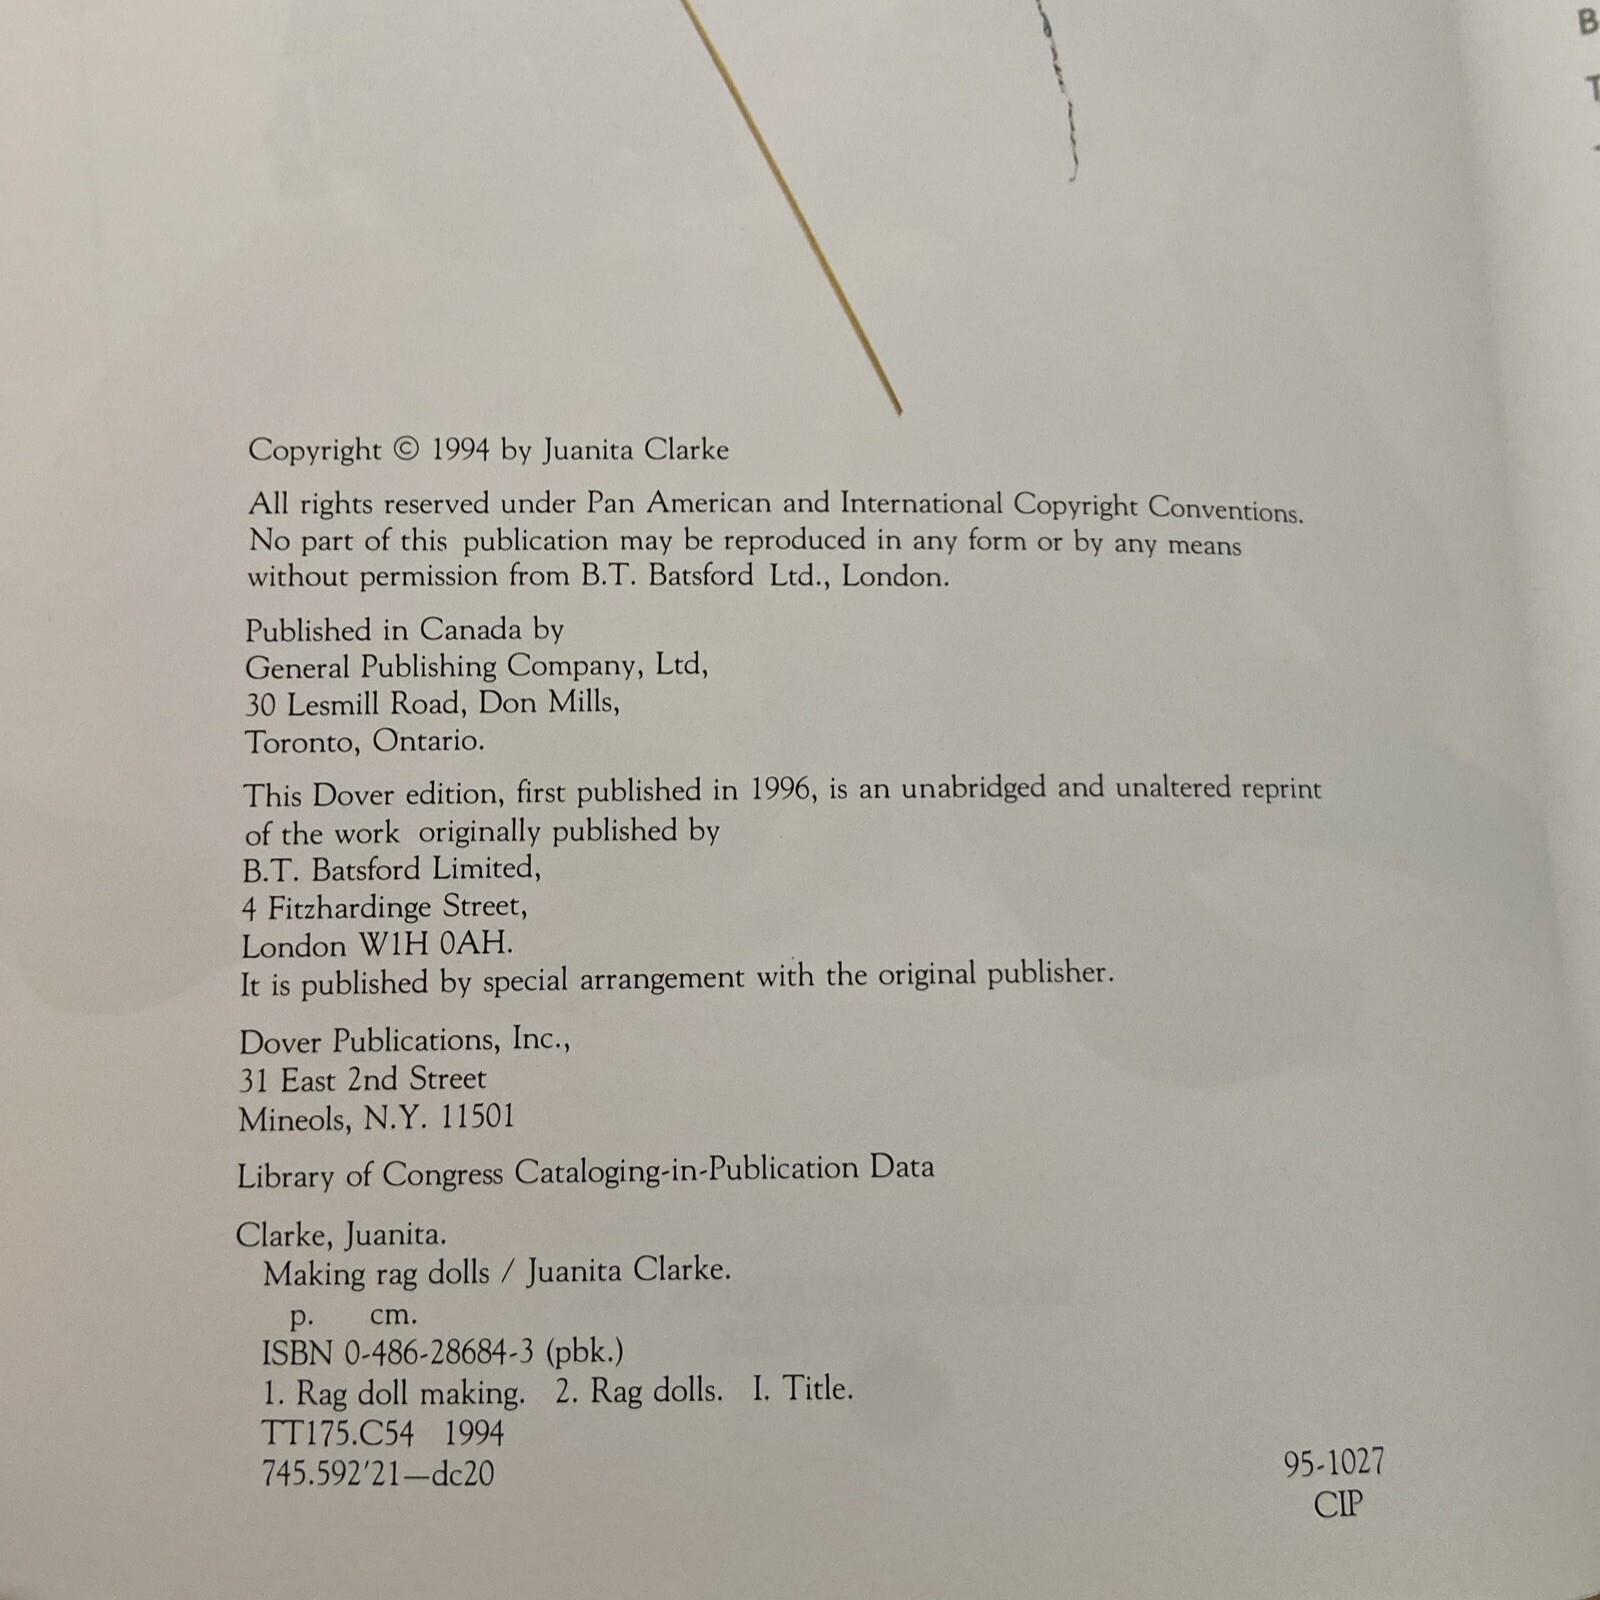 Copyright © 1994 by Juanita Clarke
All rights reserved under Pan American and International Copyright Conventions.
No part of this publication may be reproduced in any form or by any means
without permission from B.T. Batsford Ltd., London.
Published in Canada by
General Publishing Company, Ltd,
30 Lesmill Road, Don Mills,
Toronto, Ontario.
This Dover edition, first published in 1996, is an unabridged and unaltered reprint
of the work originally published by
B.T. Batsford Limited,
4 Fitzhardinge Street,
London W1H 0AH.
It is published by special arrangement with the original publisher.
Dover Publications, Inc.,
31 East 2nd Street
Mineols, N.Y. 11501
Library of Congress Cataloging-in-Publication Data
Clarke, Juanita.
Making rag dolls / Juanita Clarke.
p. cm.
ISBN 0-486-28684-3 (pbk.)
1. Rag doll making. 2. Rag dolls. I. Title.
TT175.C54 1994
745.592'21—dc20
95-1027
CIP